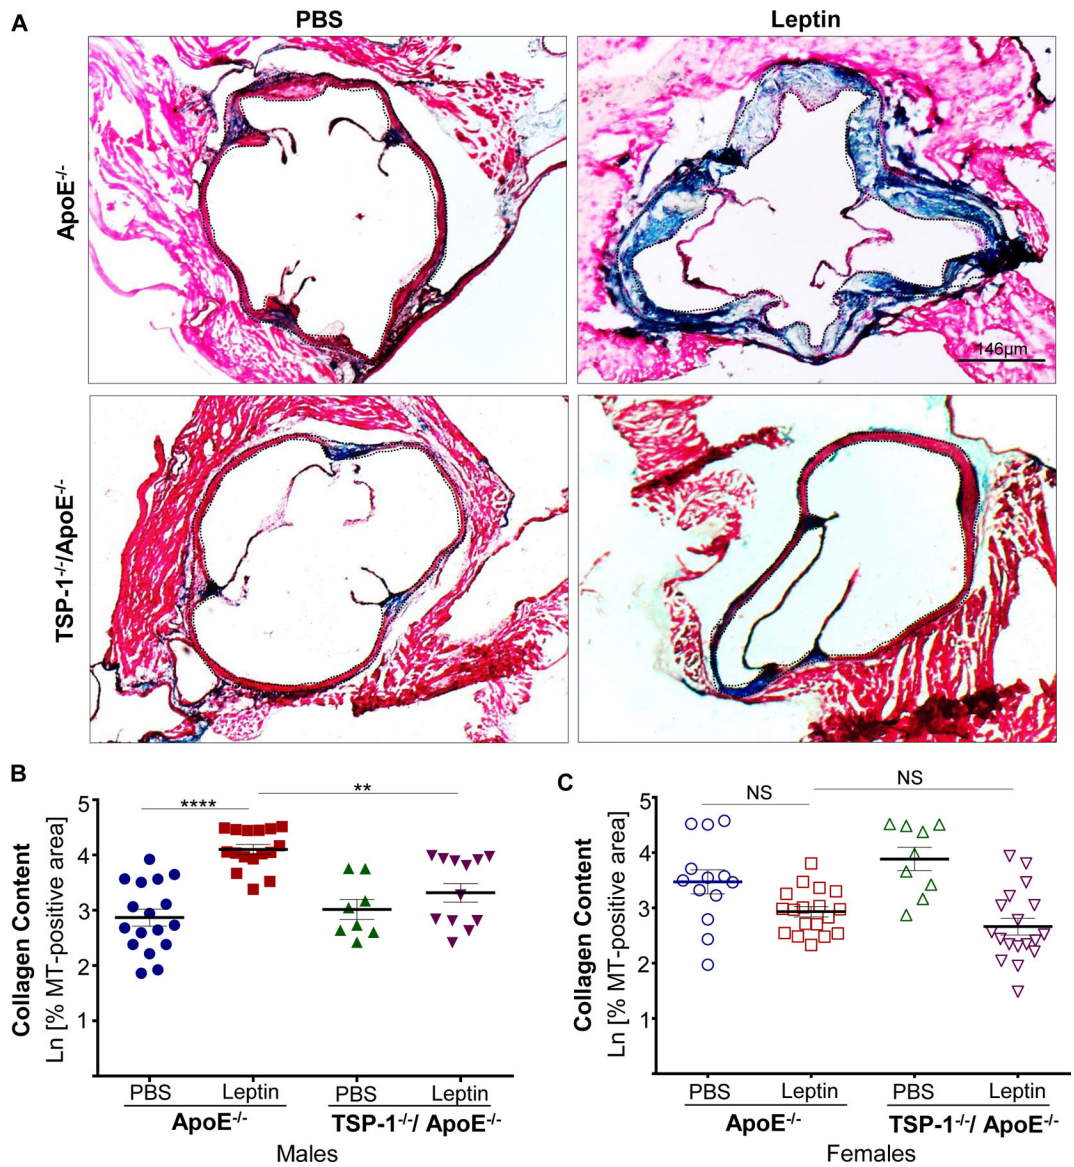 A
PBS
Leptin
ApoE-/-
146µm
TSP-1-/-/ApoE-/-
B
****
**
5
4
3
2
1
Collagen Content
Ln [% MT-positive area]
PBS
Leptin
PBS
Leptin
ApoE-/-
TSP-1-/-/ ApoE-/-
Males
C
NS
NS
5
4
3
2
1
Collagen Content
Ln [% MT-positive area]
PBS
Leptin
PBS
Leptin
ApoE-/-
TSP-1-/-/ ApoE-/-
Females